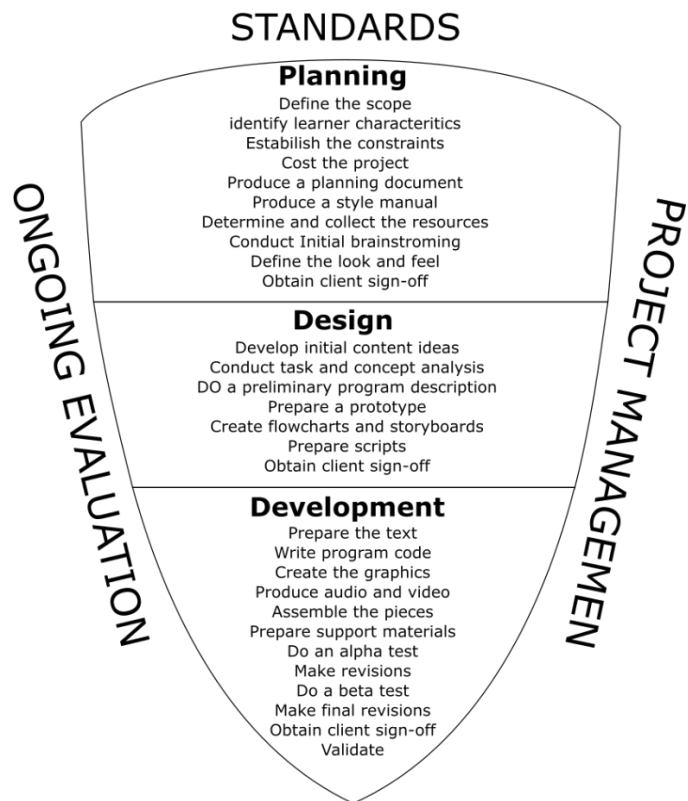 STANDARDS
Planning
Define the scope
identify learner characteritics
Estabilish the constraints
Cost the project
Produce a planning document
Produce a style manual
Determine and collect the resources
Conduct Initial brainstroming
Define the look and feel
Obtain client sign-off
Design
Develop initial content ideas
Conduct task and concept analysis
DO a preliminary program description
Prepare a prototype
Create flowcharts and storyboards
Prepare scripts
Obtain client sign-off
Development
Prepare the text
Write program code
Create the graphics
Produce audio and video
Assemble the pieces
Prepare support materials
Do an alpha test
Make revisions
Do a beta test
Make final revisions
Obtain client sign-off
Validate
ONGOING EVALUATION
PROJECT MANAGEMEN